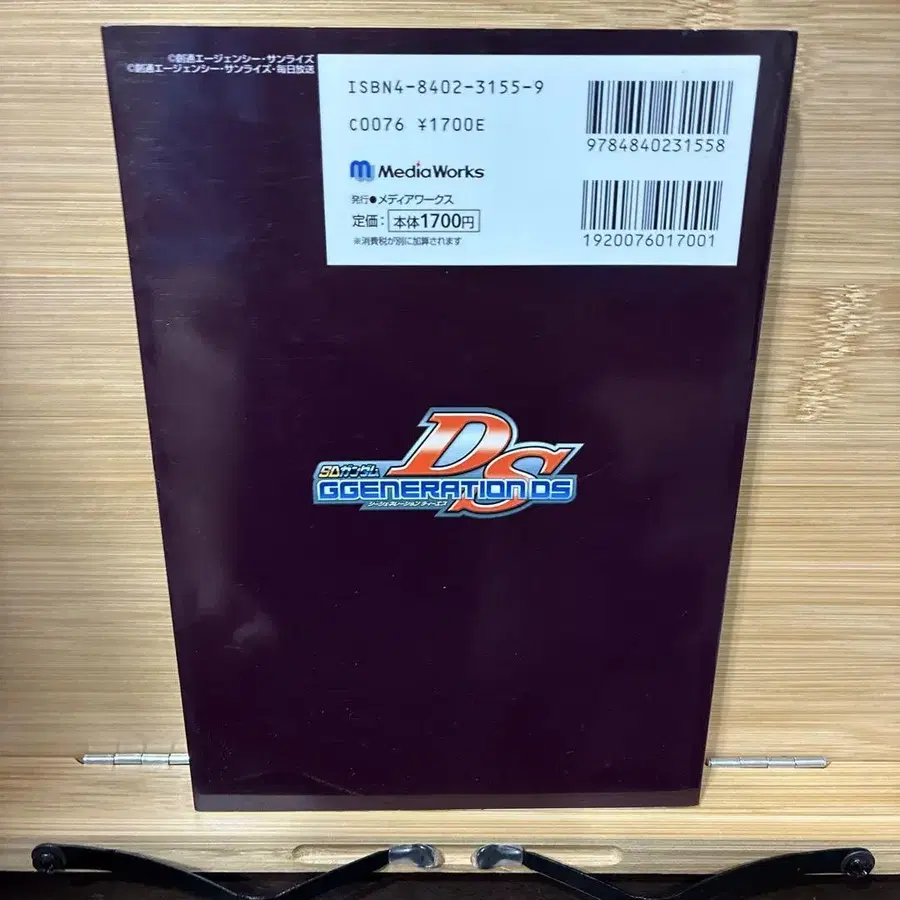 ©創通エージェンシー・サンライズ
©創通エージェンシー・サンライズ・毎日放送
ISBN4-8402-3155-9
C0076 ¥1700E
9784840231558
MediaWorks
発行●メディアワークス
定価：本体1700円
※消費税が別に加算されます
1920076017001
DS
SDガンダム
GGENERATION DS
ジージェネレーション ディーエス